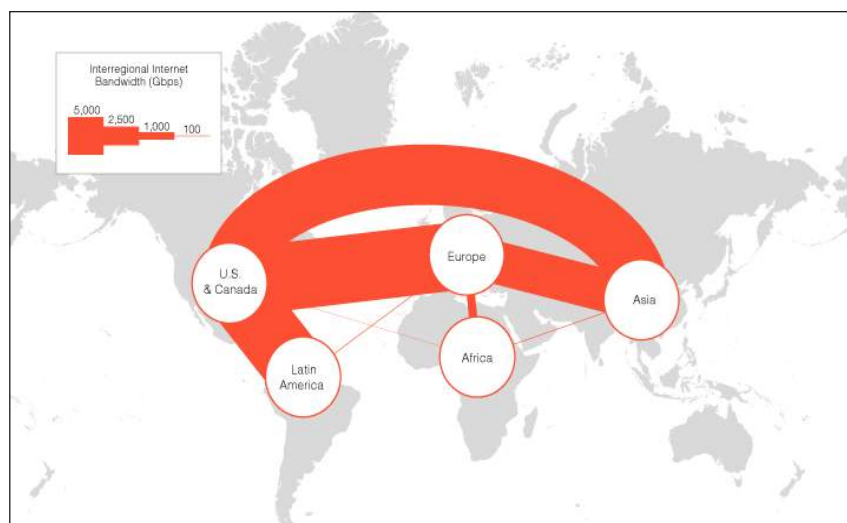 Interregional Internet
Bandwidth (Gbps)
5,000
2,500
1,000
100
U.S.
& Canada
Europe
Asia
Africa
Latin
America